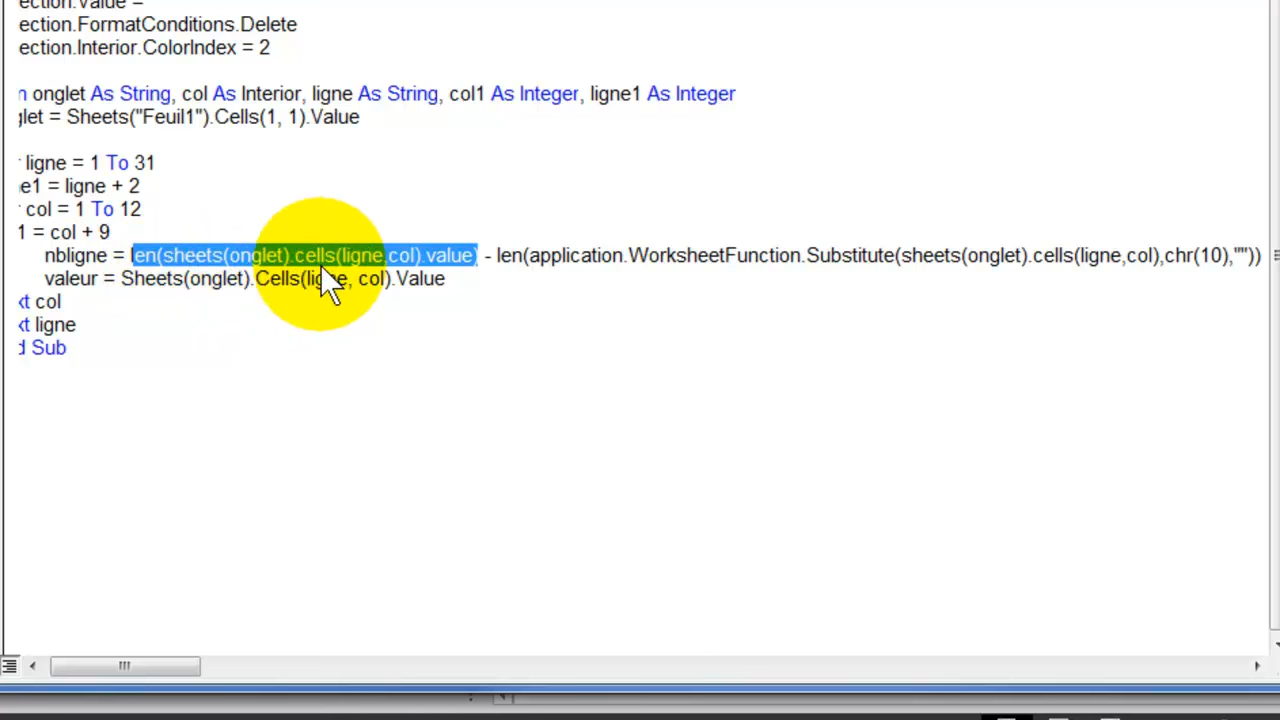 ection.Value =
ection.FormatConditions.Delete
ection.Interior.ColorIndex = 2
n onglet As String, col As Interior, ligne As String, col1 As Integer, ligne1 As Integer
glet = Sheets("Feuil1").Cells(1, 1).Value
r ligne = 1 To 31
ne1 = ligne + 2
r col = 1 To 12
1 = col + 9
nbligne = len(sheets(onglet).cells(ligne,col).value) - len(application.WorksheetFunction.Substitute(sheets(onglet).cells(ligne,col),chr(10),""))
valeur = Sheets(onglet).Cells(ligne, col).Value
xt col
xt ligne
d Sub